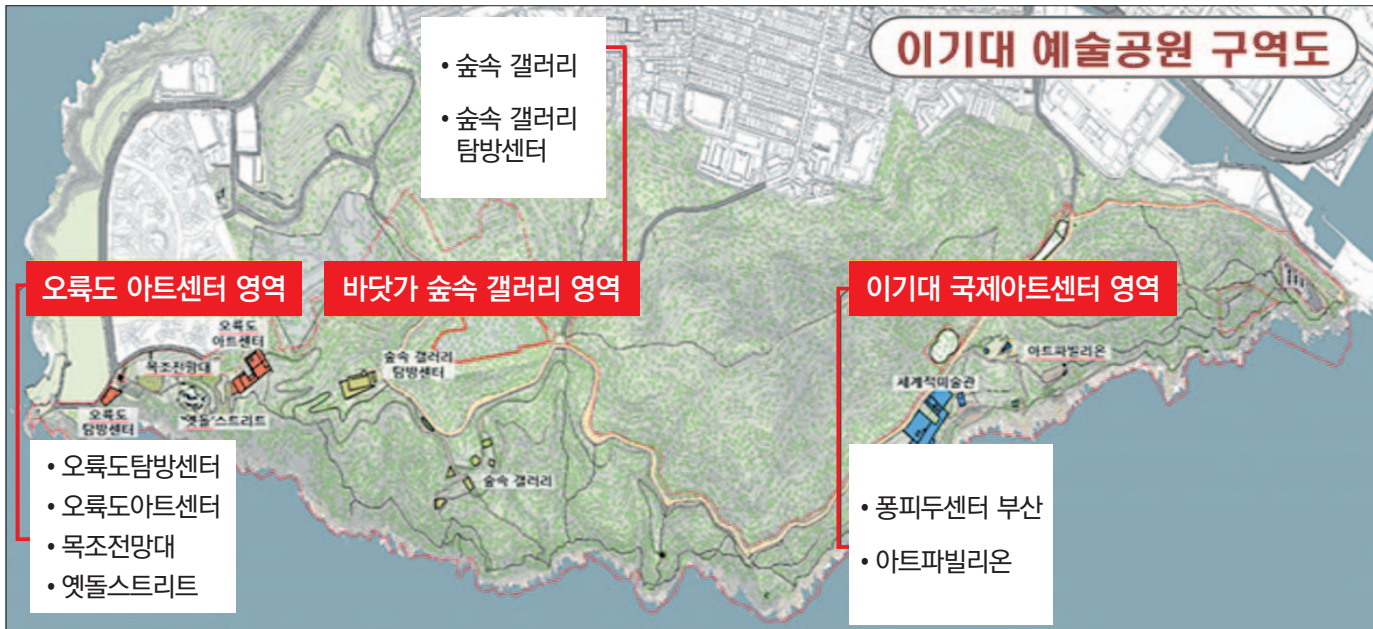 이기대 예술공원 구역도
• 숲속 갤러리
• 숲속 갤러리
탐방센터
오륙도 아트센터 영역
바닷가 숲속 갤러리 영역
이기대 국제아트센터 영역
오륙도
아트센터
목조전망대
오륙도
탐방센터
'옛돌'스트리트
숲속 갤러리
탐방센터
숲속 갤러리
아트파빌리온
세계적미술관
• 오륙도탐방센터
• 오륙도아트센터
• 목조전망대
• 옛돌스트리트
• 퐁피두센터 부산
• 아트파빌리온